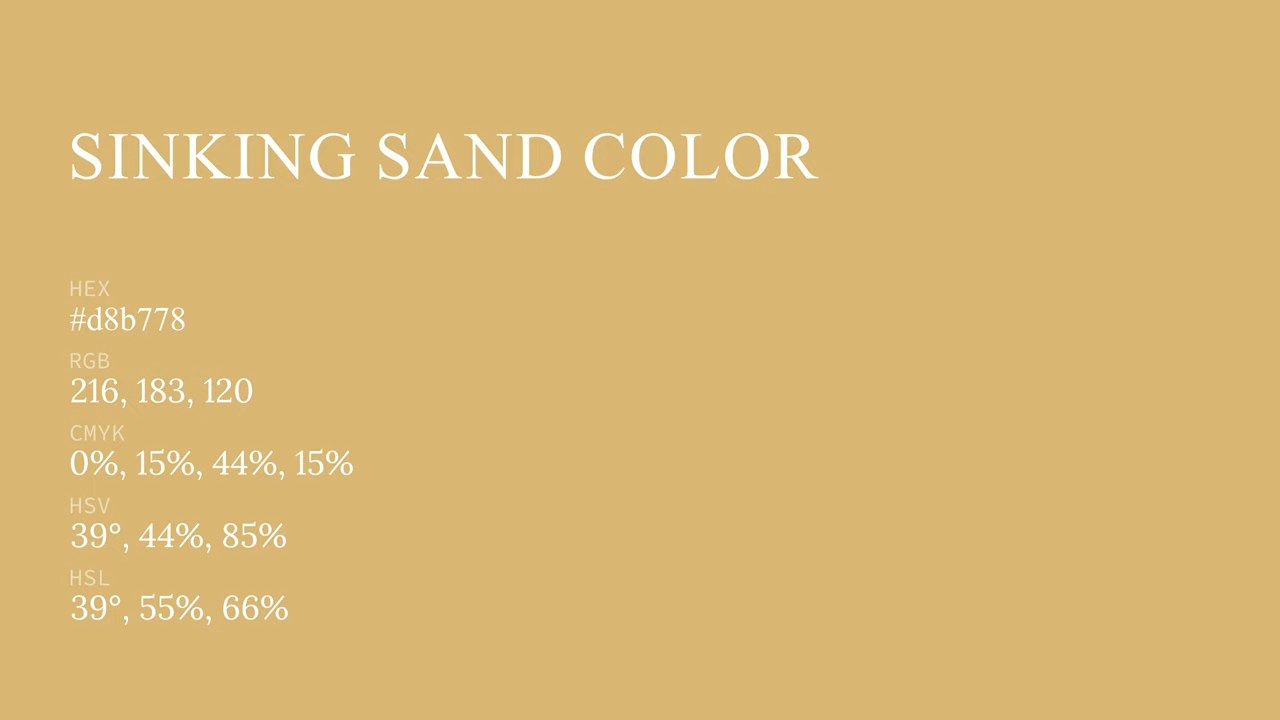 SINKING SAND COLOR
HEX
#d8b778
RGB
216, 183, 120
CMYK
0%, 15%, 44%, 15%
HSV
39°, 44%, 85%
HSL
39°, 55%, 66%